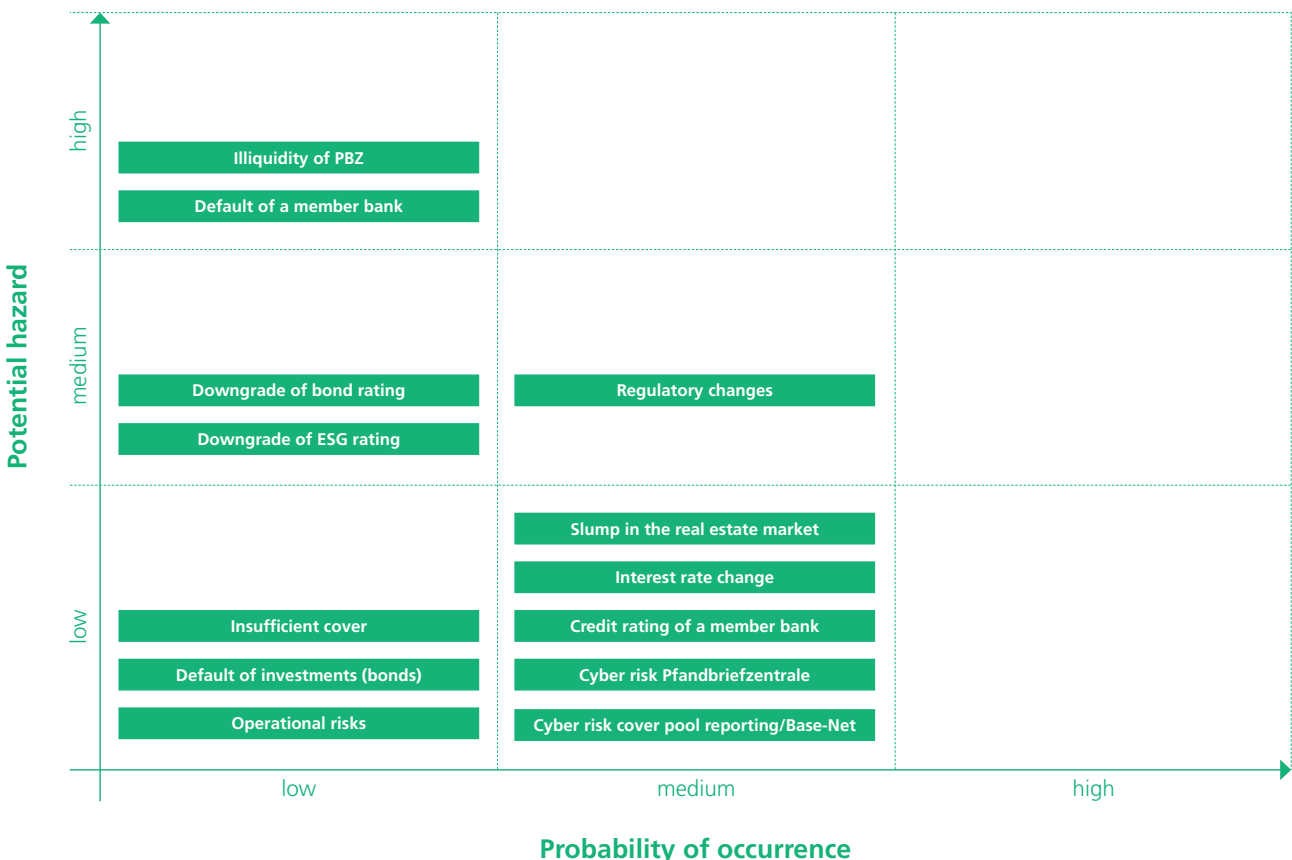 Potential hazard
high
Illiquidity of PBZ
Default of a member bank
medium
Downgrade of bond rating
Regulatory changes
Downgrade of ESG rating
low
Slump in the real estate market
Interest rate change
Insufficient cover
Credit rating of a member bank
Default of investments (bonds)
Cyber risk Pfandbriefzentrale
Operational risks
Cyber risk cover pool reporting/Base-Net
low
medium
high
Probability of occurrence